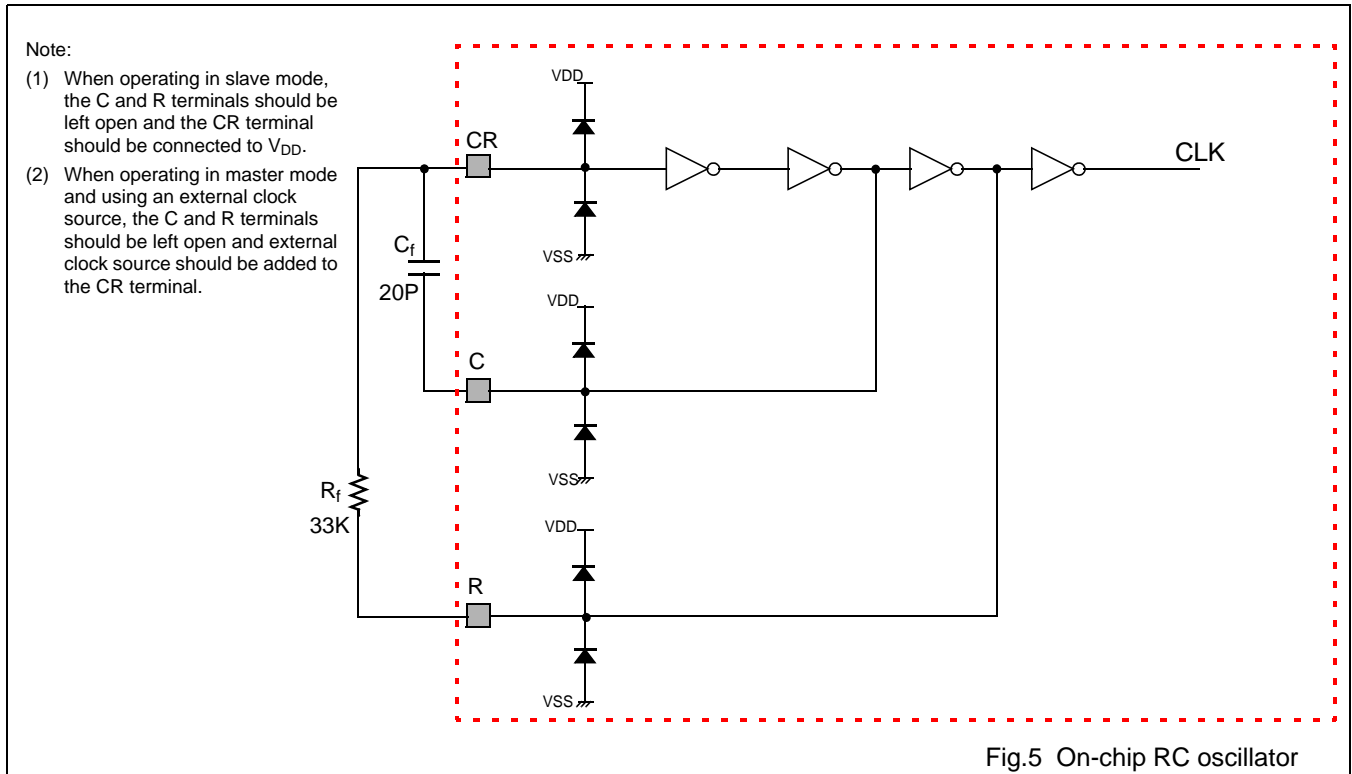 Note:
(1) When operating in slave mode,
the C and R terminals should be
left open and the CR terminal
should be connected to VDD.
(2) When operating in master mode
and using an external clock
source, the C and R terminals
should be left open and external
clock source should be added to
the CR terminal.
VDD
CR
CLK
VSS
Cf
20P
VDD
C
VSS
Rf
33K
VDD
R
VSS
Fig.5 On-chip RC oscillator